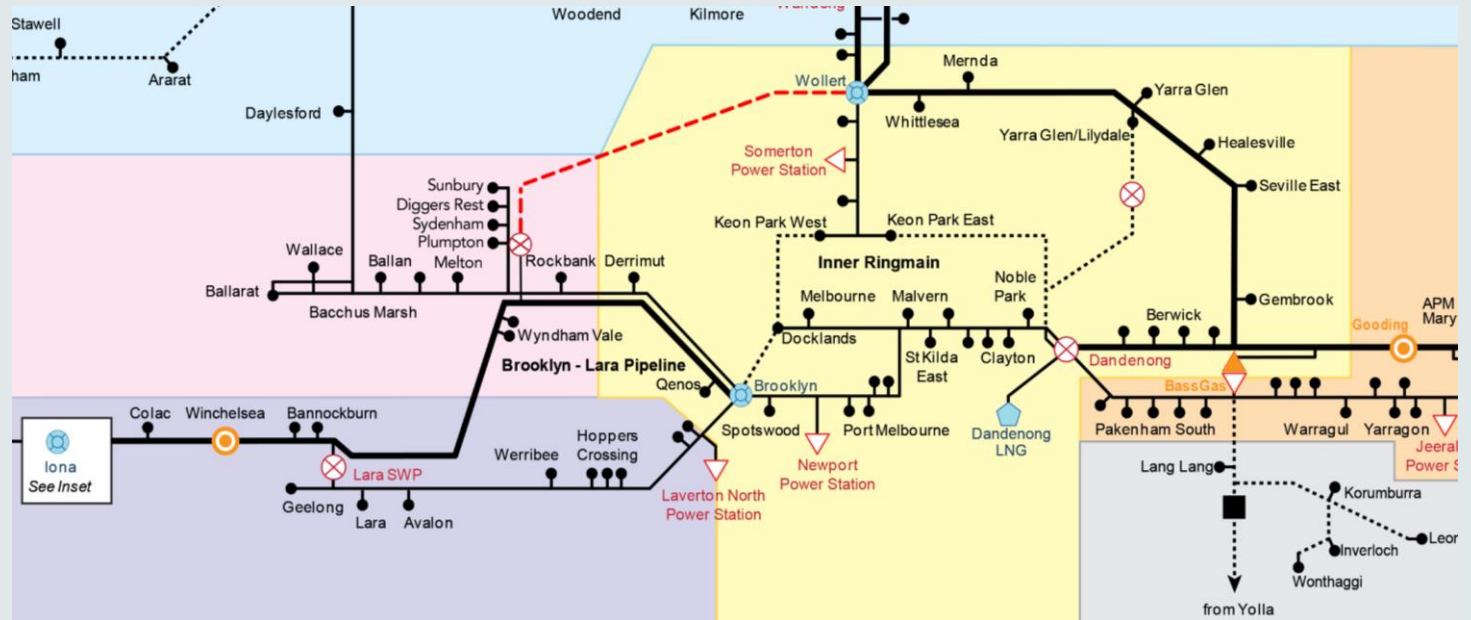 Stawell
ham
Ararat
Woodend
Kilmore
Daylesford
Wollert
Mernda
Whittlesea
Yarra Glen
Yarra Glen/Lilydale
Healesville
Seville East
Somerton
Power Station
Sunbury
Diggers Rest
Sydenham
Plumpton
Keon Park West
Keon Park East
Inner Ringmain
Wallace
Ballan
Melton
Rockbank
Derrimut
Noble
Park
Ballarat
Bacchus Marsh
Melbourne
Malvern
Gembrook
APM
Mary
Berwick
Gooding
Wyndham Vale
Docklands
St Kilda
East
Clayton
Dandenong
Brooklyn - Lara Pipeline
Qenos
Brooklyn
BassGas
Colac
Winchelsea
Bannockburn
Spotswood
Port Melbourne
Dandenong
LNG
Pakenham South
Warragul
Yarragon
Iona
See Inset
Lara SWP
Werribee
Hoppers
Crossing
Newport
Power Station
Jeeral
Power S
Lang Lang
Geelong
Lara
Avalon
Laverton North
Power Station
Korumburra
Leon
Inverloch
Wonthaggi
from Yolla